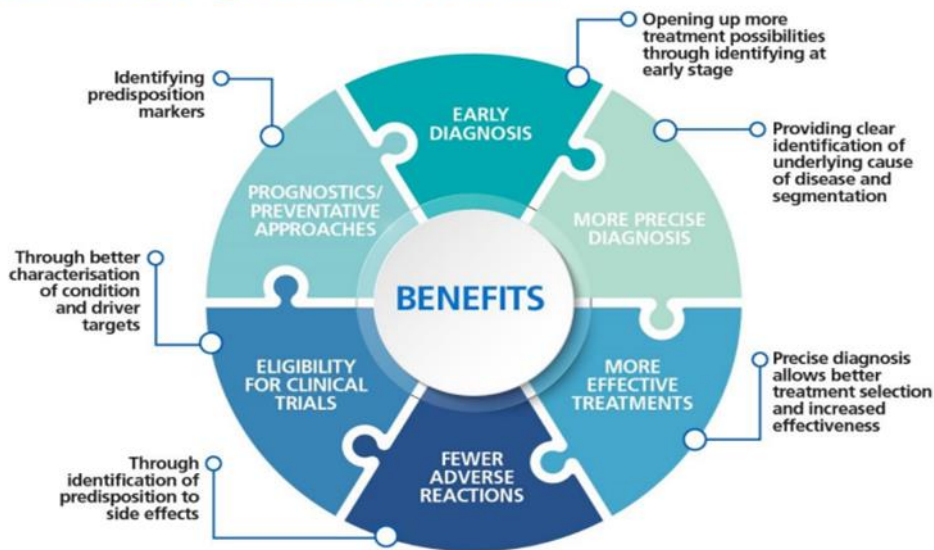 Opening up more
treatment possibilities
through identifying at
early stage
Identifying
predisposition
markers
EARLY
DIAGNOSIS
Providing clear
identification of
underlying cause
of disease and
segmentation
PROGNOSTICS/
PREVENTATIVE
APPROACHES
MORE PRECISE
DIAGNOSIS
Through better
characterisation
of condition
and driver
targets
BENEFITS
ELIGIBILITY
FOR CLINICAL
TRIALS
MORE
EFFECTIVE
TREATMENTS
Precise diagnosis
allows better
treatment selection
and increased
effectiveness
Through
identification of
predisposition to
side effects
FEWER
ADVERSE
REACTIONS